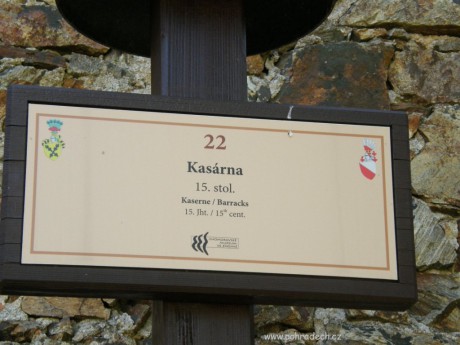 22
Kasárna
15. stol.
Kaserne / Barracks
15. Jht. / 15th cent.
www.pohradech.cz